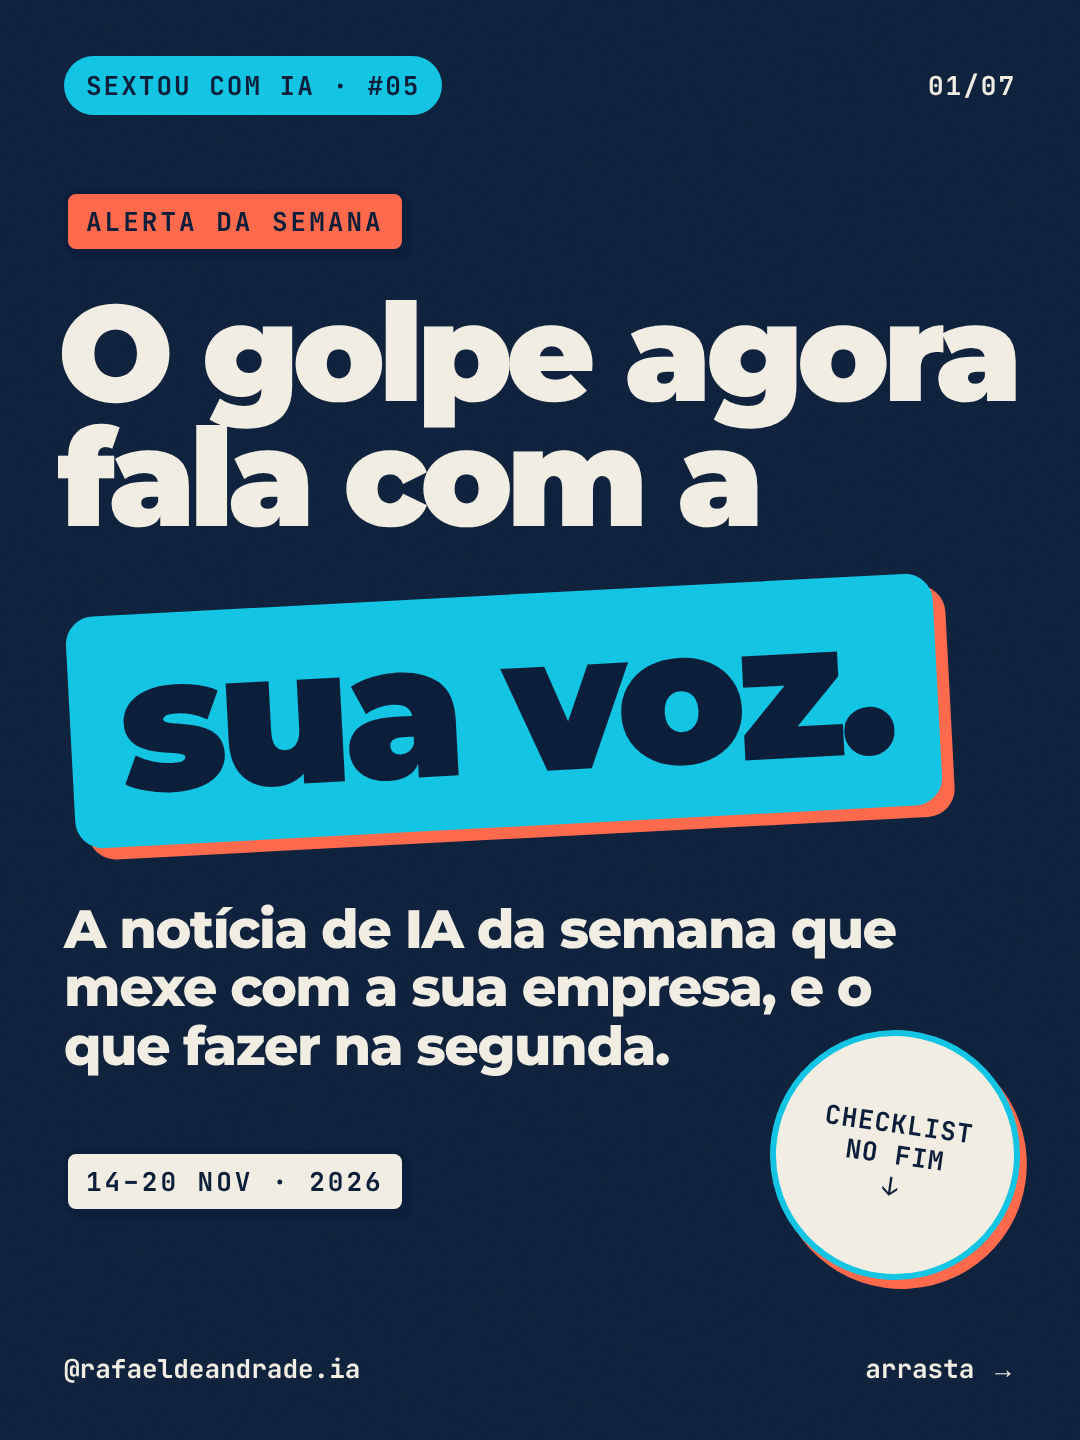 SEXTOU COM IA · #05
01/07
ALERTA DA SEMANA
O golpe agora
fala com a
sua voz.
A notícia de IA da semana que
mexe com a sua empresa, e o
que fazer na segunda.
CHECKLIST
NO FIM
↓
14–20 NOV · 2026
@rafaeldeandrade.ia
arrasta →